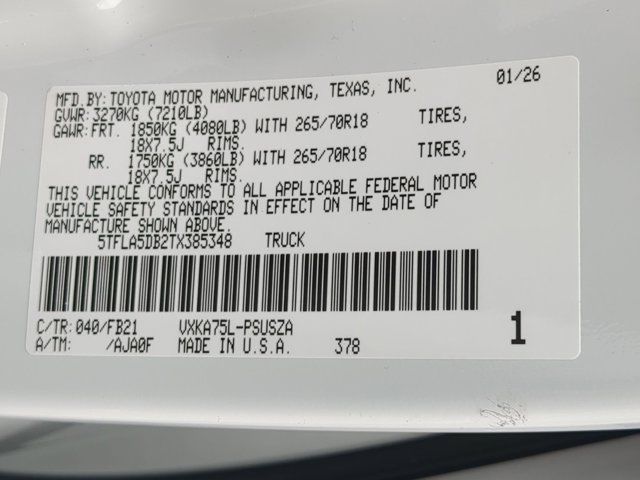 MFD.BY:TOYOTA MOTOR MANUFACTURING, TEXAS, INC. 01/26
GVWR:3270KG (7210LB)
GAWR:FRT. 1850KG (4080LB) WITH 265/70R18 TIRES,
18X7.5J RIMS.
RR. 1750KG (3860LB) WITH 265/70R18 TIRES,
18X7.5J RIMS.
THIS VEHICLE CONFORMS TO ALL APPLICABLE FEDERAL MOTOR
VEHICLE SAFETY STANDARDS IN EFFECT ON THE DATE OF
MANUFACTURE SHOWN ABOVE.
5TFLA5DB2TX385348 TRUCK
C/TR:040/FB21 VXKA75L-PSUSZA 1
A/TM: /AJA0F MADE IN U.S.A. 378